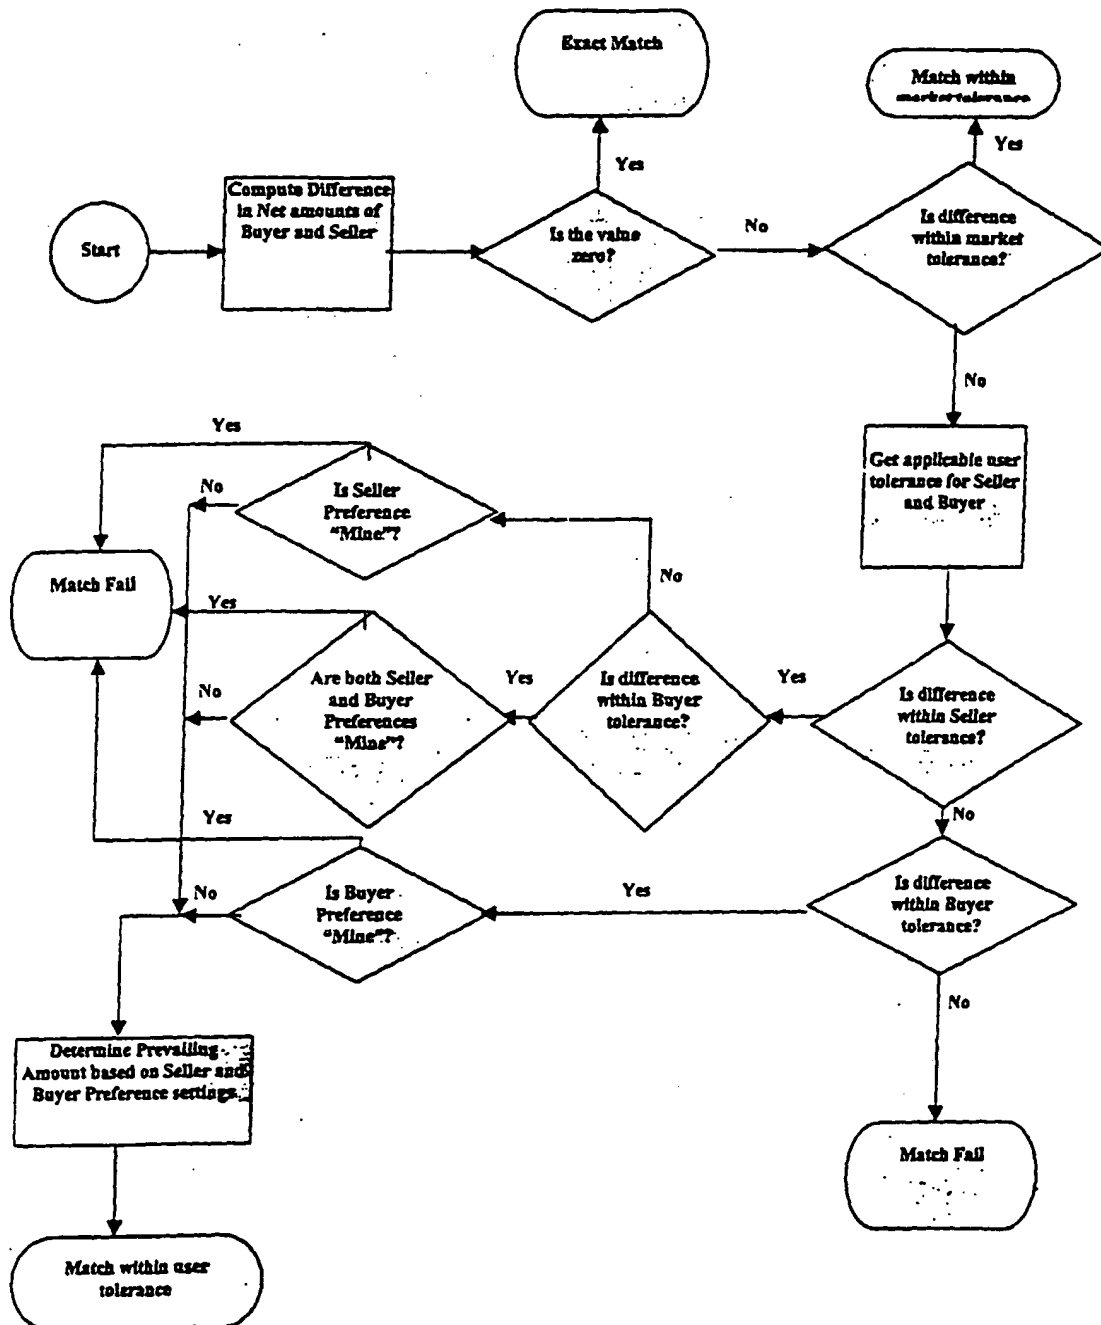 Exact Match
Match within
market tolerance
Yes
Yes
Compute Difference
in Net amounts of
Buyer and Seller
Start
Is the value
zero?
No
Is difference
within market
tolerance?
No
Yes
Get applicable user
tolerance for Seller
and Buyer
No
Is Seller
Preference
"Mine"?
Match Fail
No
Yes
Are both Seller
and Buyer
Preferences
"Mine"?
No
Yes
Is difference
within Buyer
tolerance?
Yes
Is difference
within Seller
tolerance?
Yes
No
No
Is Buyer
Preference
"Mine"?
Yes
Is difference
within Buyer
tolerance?
No
Determine Prevailing
Amount based on Seller and
Buyer Preference settings.
Match Fail
Match within user
tolerance